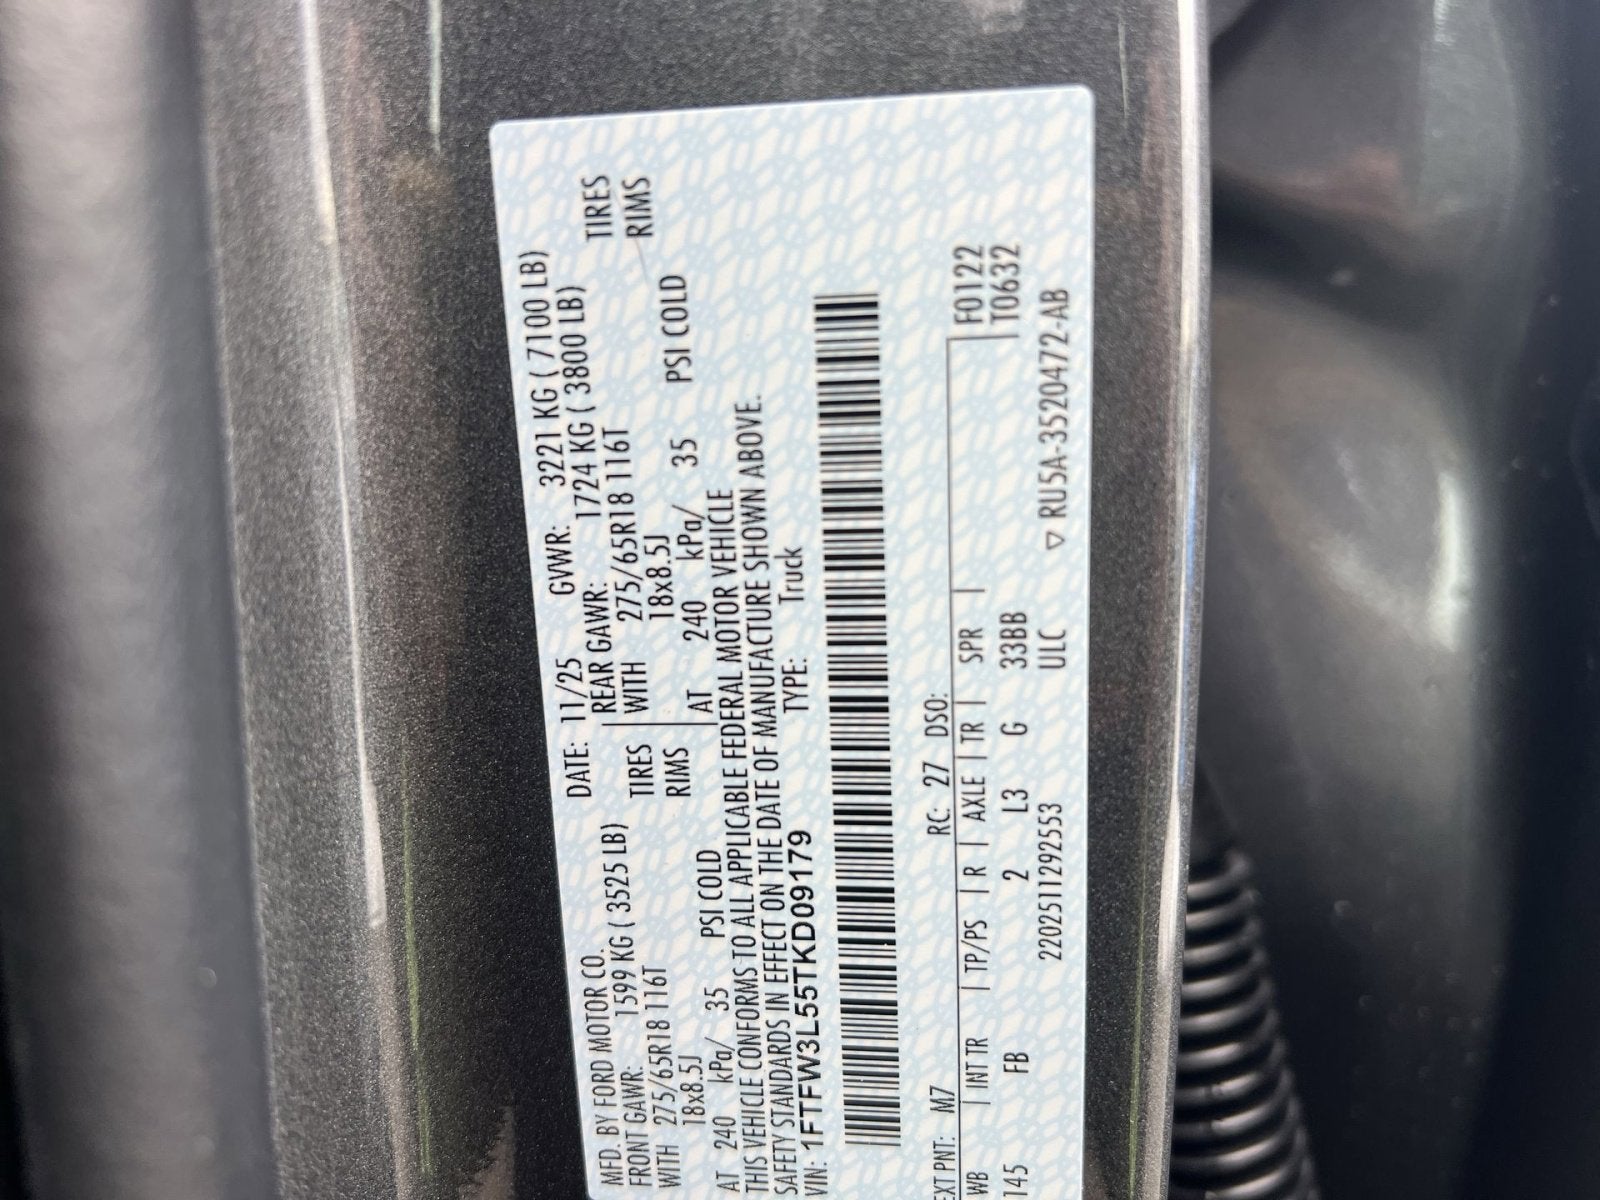 MFD. BY FORD MOTOR CO.
DATE: 11/25 GVWR: 3221 KG ( 7100 LB)
FRONT GAWR: 1599 KG ( 3525 LB) REAR GAWR: 1724 KG ( 3800 LB)
WITH 275/65R18 116T TIRES WITH 275/65R18 116T TIRES
18x8.5J RIMS 18x8.5J RIMS
AT 240 kPa/ 35 PSI COLD AT 240 kPa/ 35 PSI COLD
THIS VEHICLE CONFORMS TO ALL APPLICABLE FEDERAL MOTOR VEHICLE
SAFETY STANDARDS IN EFFECT ON THE DATE OF MANUFACTURE SHOWN ABOVE.
VIN: 1FTFW3L55TKD09179 TYPE: Truck
EXT PNT: M7 RC: 27 DSO:
WB | INT TR | TP/PS | R | AXLE | TR | SPR | F0122
145 FB 2 L3 G 33BB T0632
220251129255​3 ULC ▽ RU5A-3520472-AB